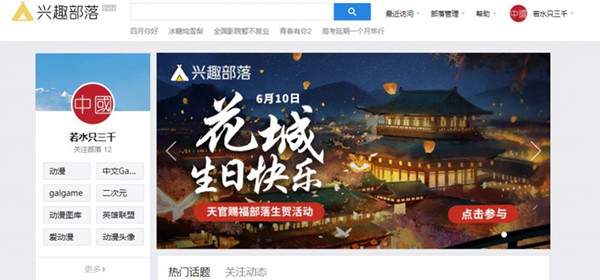 兴趣部落
最近访问
部落管理
帮助
若水只三千
四月你好 冰糖炖雪梨 全国影院暂不复业 青春有你2 高考延期一个月举行
中國
若水只三千
关注部落 12
动漫 中文Ga...
galgame 二次元
动漫图库 英雄联盟
爱动漫 动漫头像
更多
兴趣部落
6月10日
花城
生日快乐
天官赐福部落生贺活动
点击参与
热门话题 关注动态